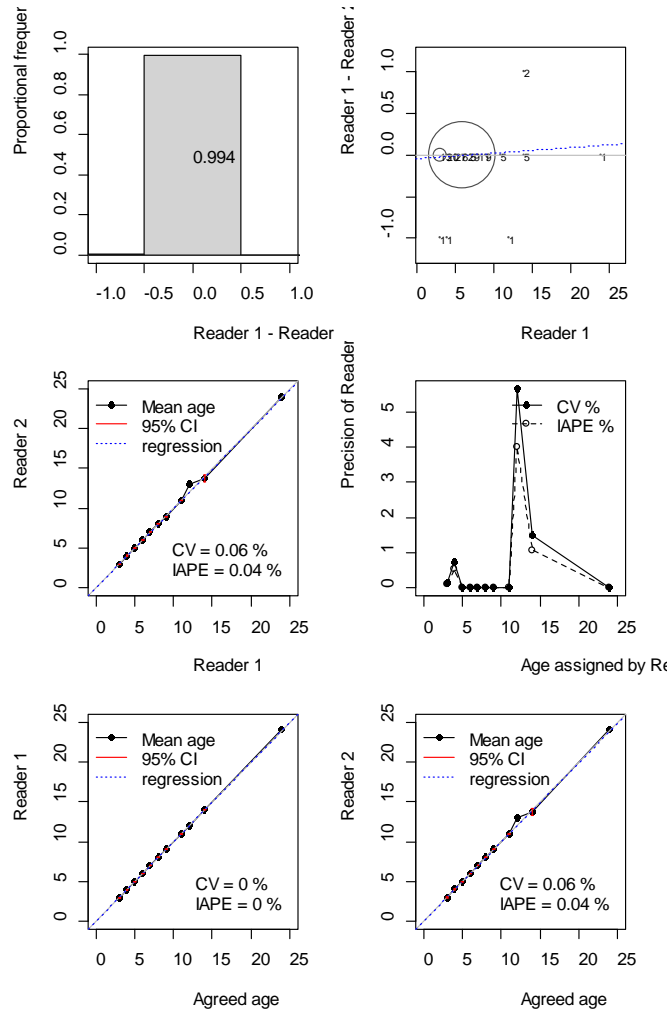 Proportional frequer
0.0 0.2 0.4 0.6 0.8 1.0
0.994
-1.0 -0.5 0.0 0.5 1.0
Reader 1 - Reader
Reader 1 - Reader 2
-1.0 0.0 0.5 1.0
2
5 5 1
1 1 1
0 5 10 15 20 25
Reader 1
Reader 2
0 5 10 15 20 25
Mean age
95% CI
regression
CV = 0.06 %
IAPE = 0.04 %
0 5 10 15 20 25
Reader 1
Precision of Reader
0 1 2 3 4 5
CV %
IAPE %
0 5 10 15 20 25
Age assigned by Re
Reader 1
0 5 10 15 20 25
Mean age
95% CI
regression
CV = 0 %
IAPE = 0 %
0 5 10 15 20 25
Agreed age
Reader 2
0 5 10 15 20 25
Mean age
95% CI
regression
CV = 0.06 %
IAPE = 0.04 %
0 5 10 15 20 25
Agreed age